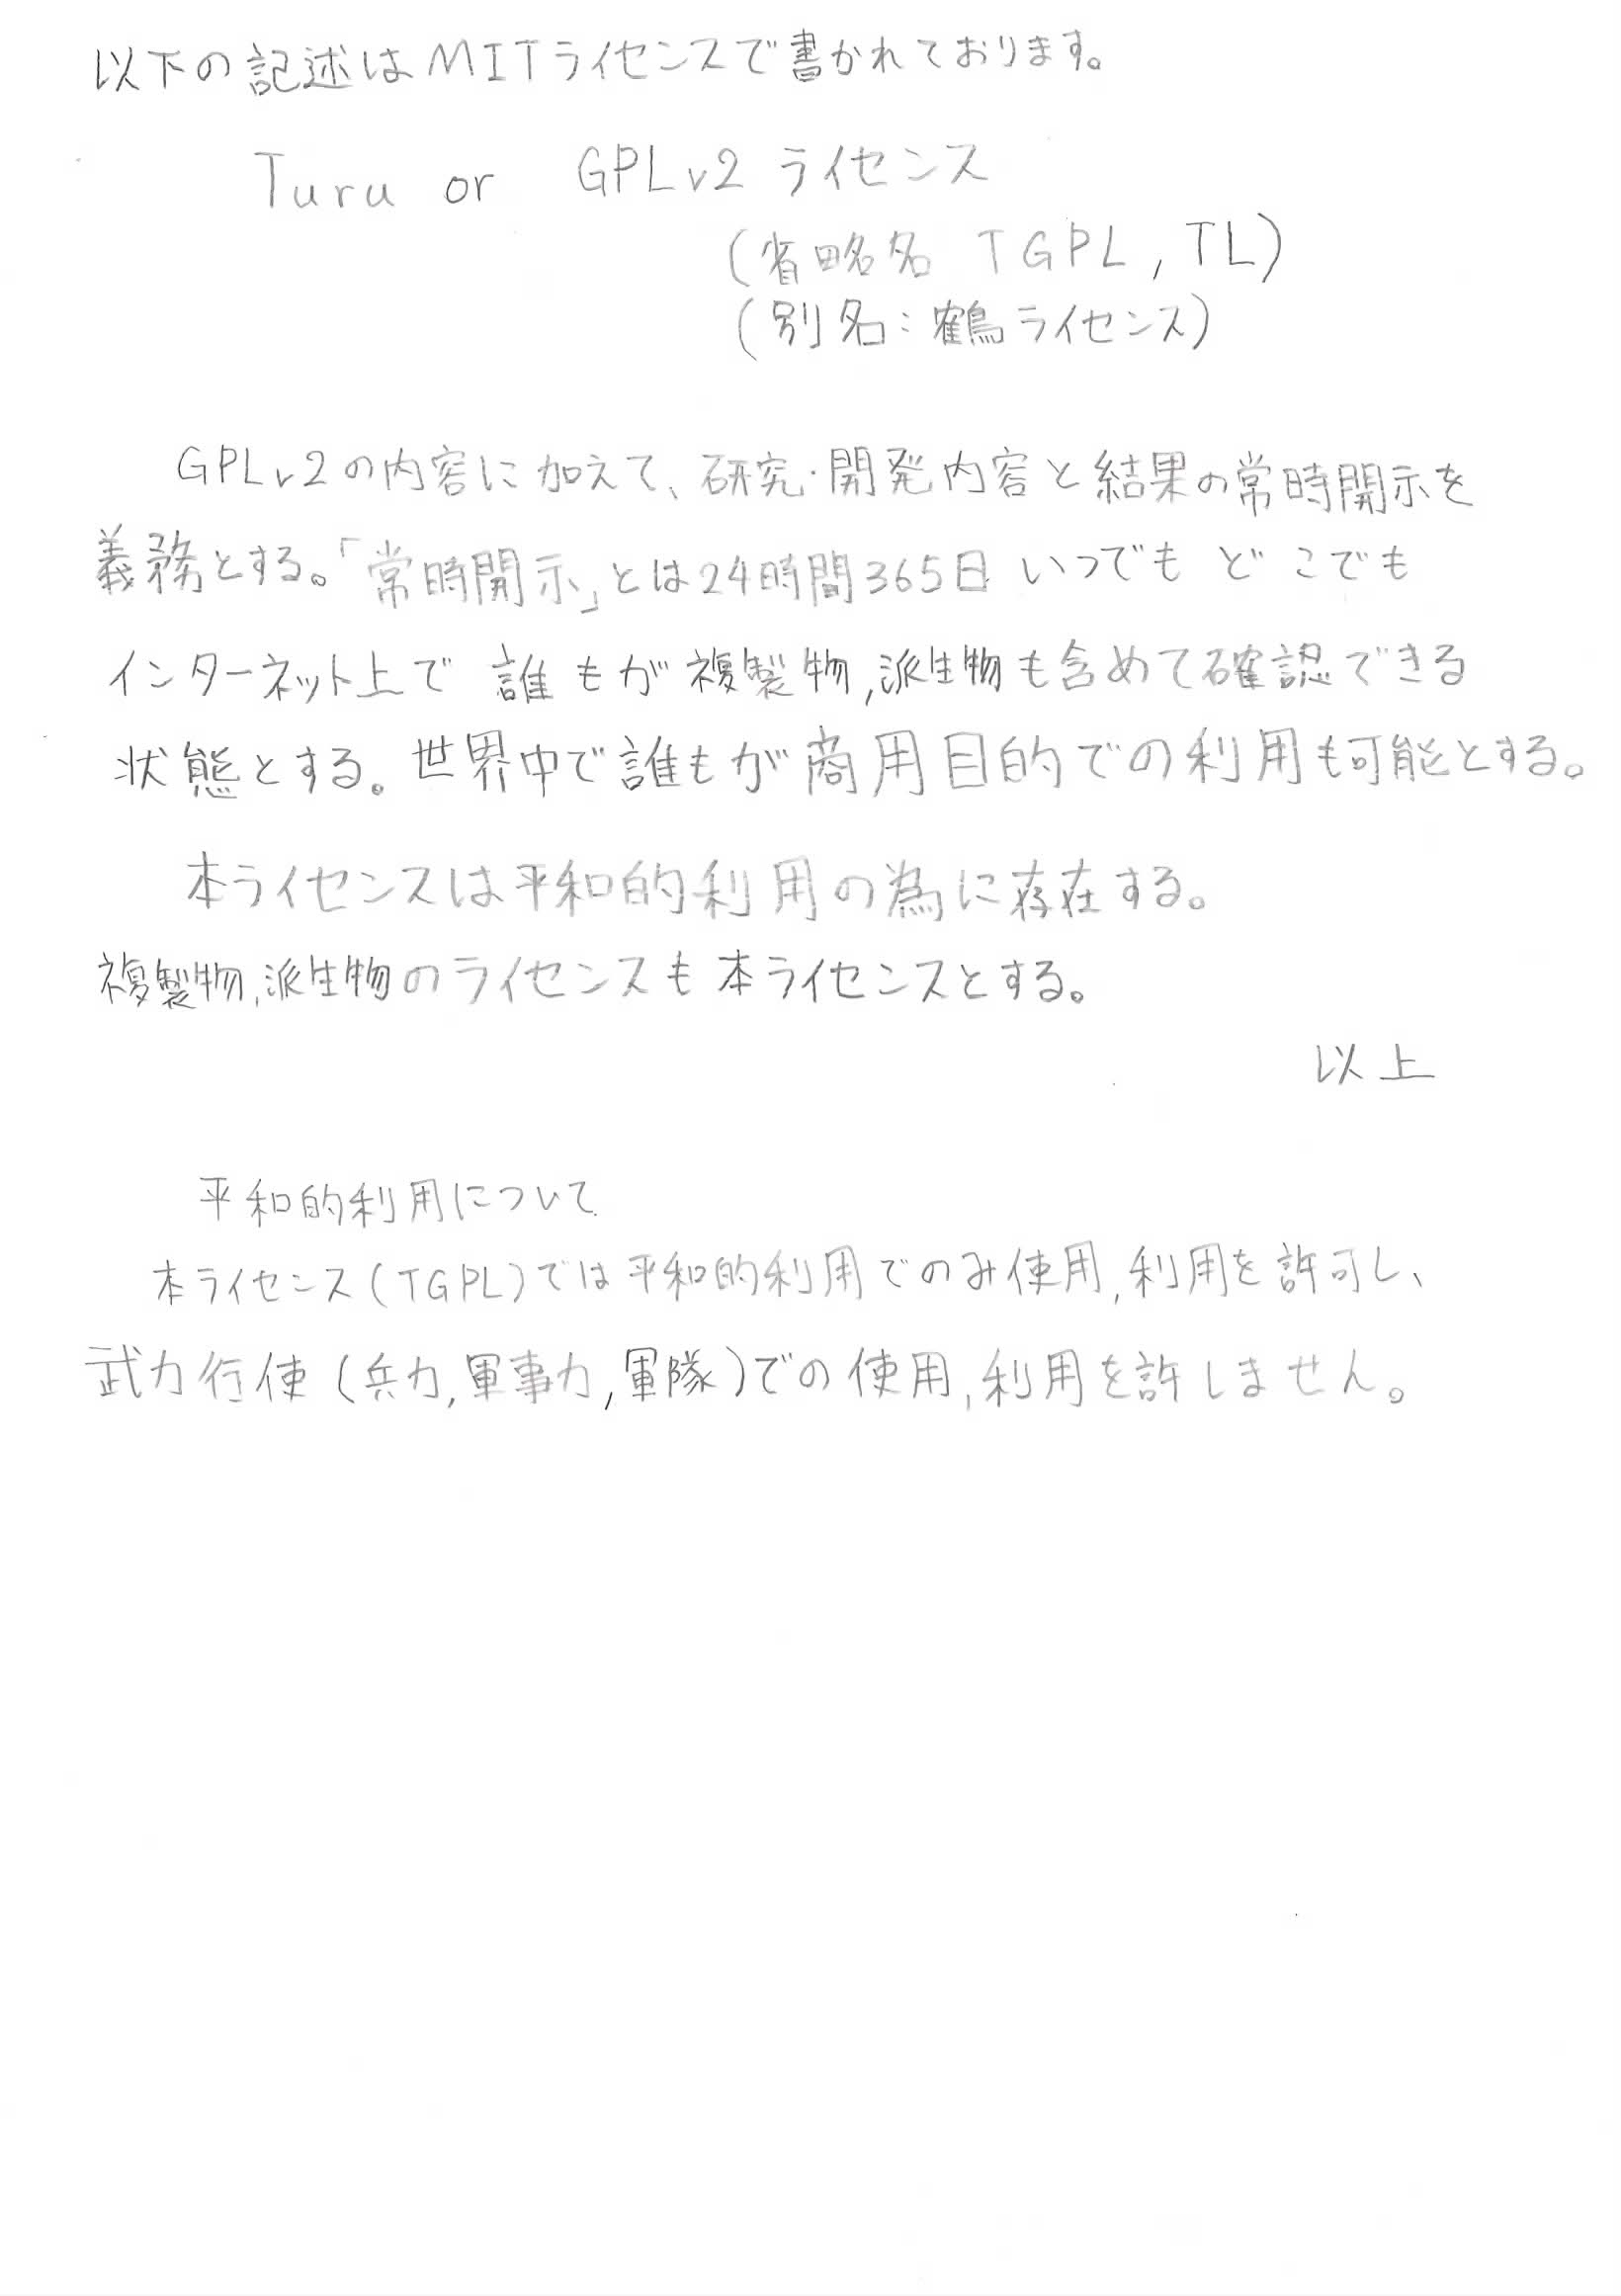 以下の記述はMITライセンスで書かれております。
Turu or GPLv2 ライセンス
(省略名 TGPL, TL)
(別名:鶴ライセンス)
GPLv2の内容に加えて、研究・開発内容と結果の常時開示を
義務とする。「常時開示」とは24時間365日 いつでも どこでも
インターネット上で 誰もが複製物,派生物も含めて確認できる
状態とする。世界中で誰もが商用目的での利用も可能とする。
本ライセンスは平和的利用の為に存在する。
複製物,派生物のライセンスも本ライセンスとする。
以上
平和的利用について
本ライセンス(TGPL)では平和的利用でのみ使用,利用を許可し、
武力行使(兵力,軍事力,軍隊)での使用,利用を許しません。